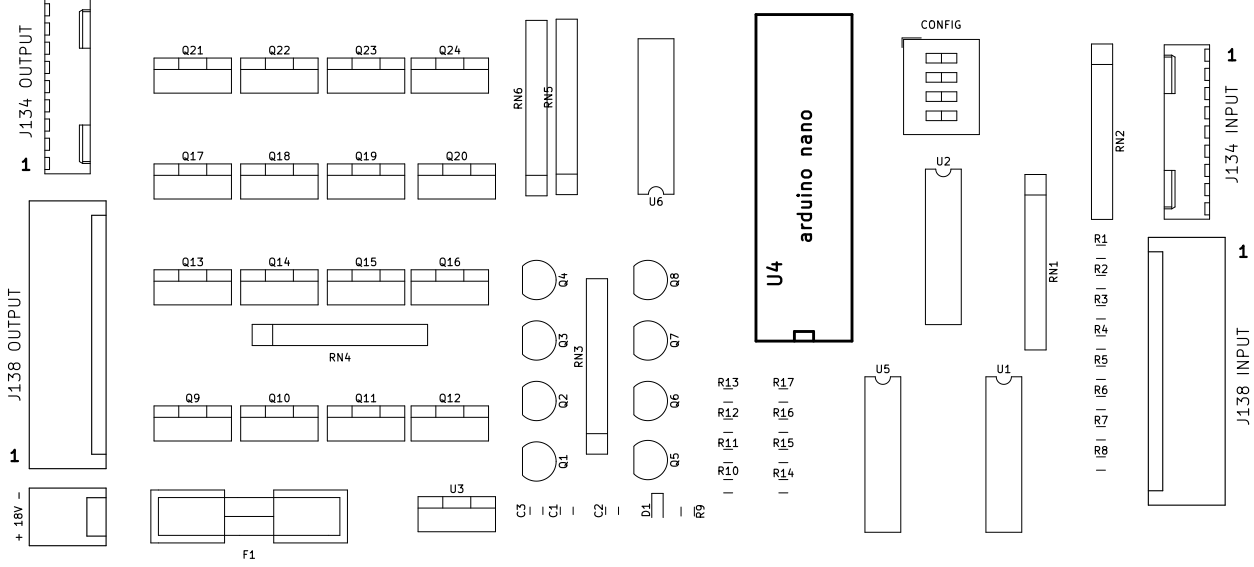 CONFIG
J134 OUTPUT
1
Q21 Q22 Q23 Q24
RN6
RN5
U6
arduino nano
U4
RN2
1
J134 INPUT
Q17 Q18 Q19 Q20
U2
RN1
J138 OUTPUT
1
Q13 Q14 Q15 Q16
RN4
Q4
Q3
Q2
Q1
RN3
Q8
Q7
Q6
Q5
R1
R2
R3
R4
R5
R6
R7
R8
1
J138 INPUT
Q9 Q10 Q11 Q12
R13 R17
R12 R16
R11 R15
R10 R14
U5 U1
+ 18V -
F1
U3
C3 C1 C2 D1 R9